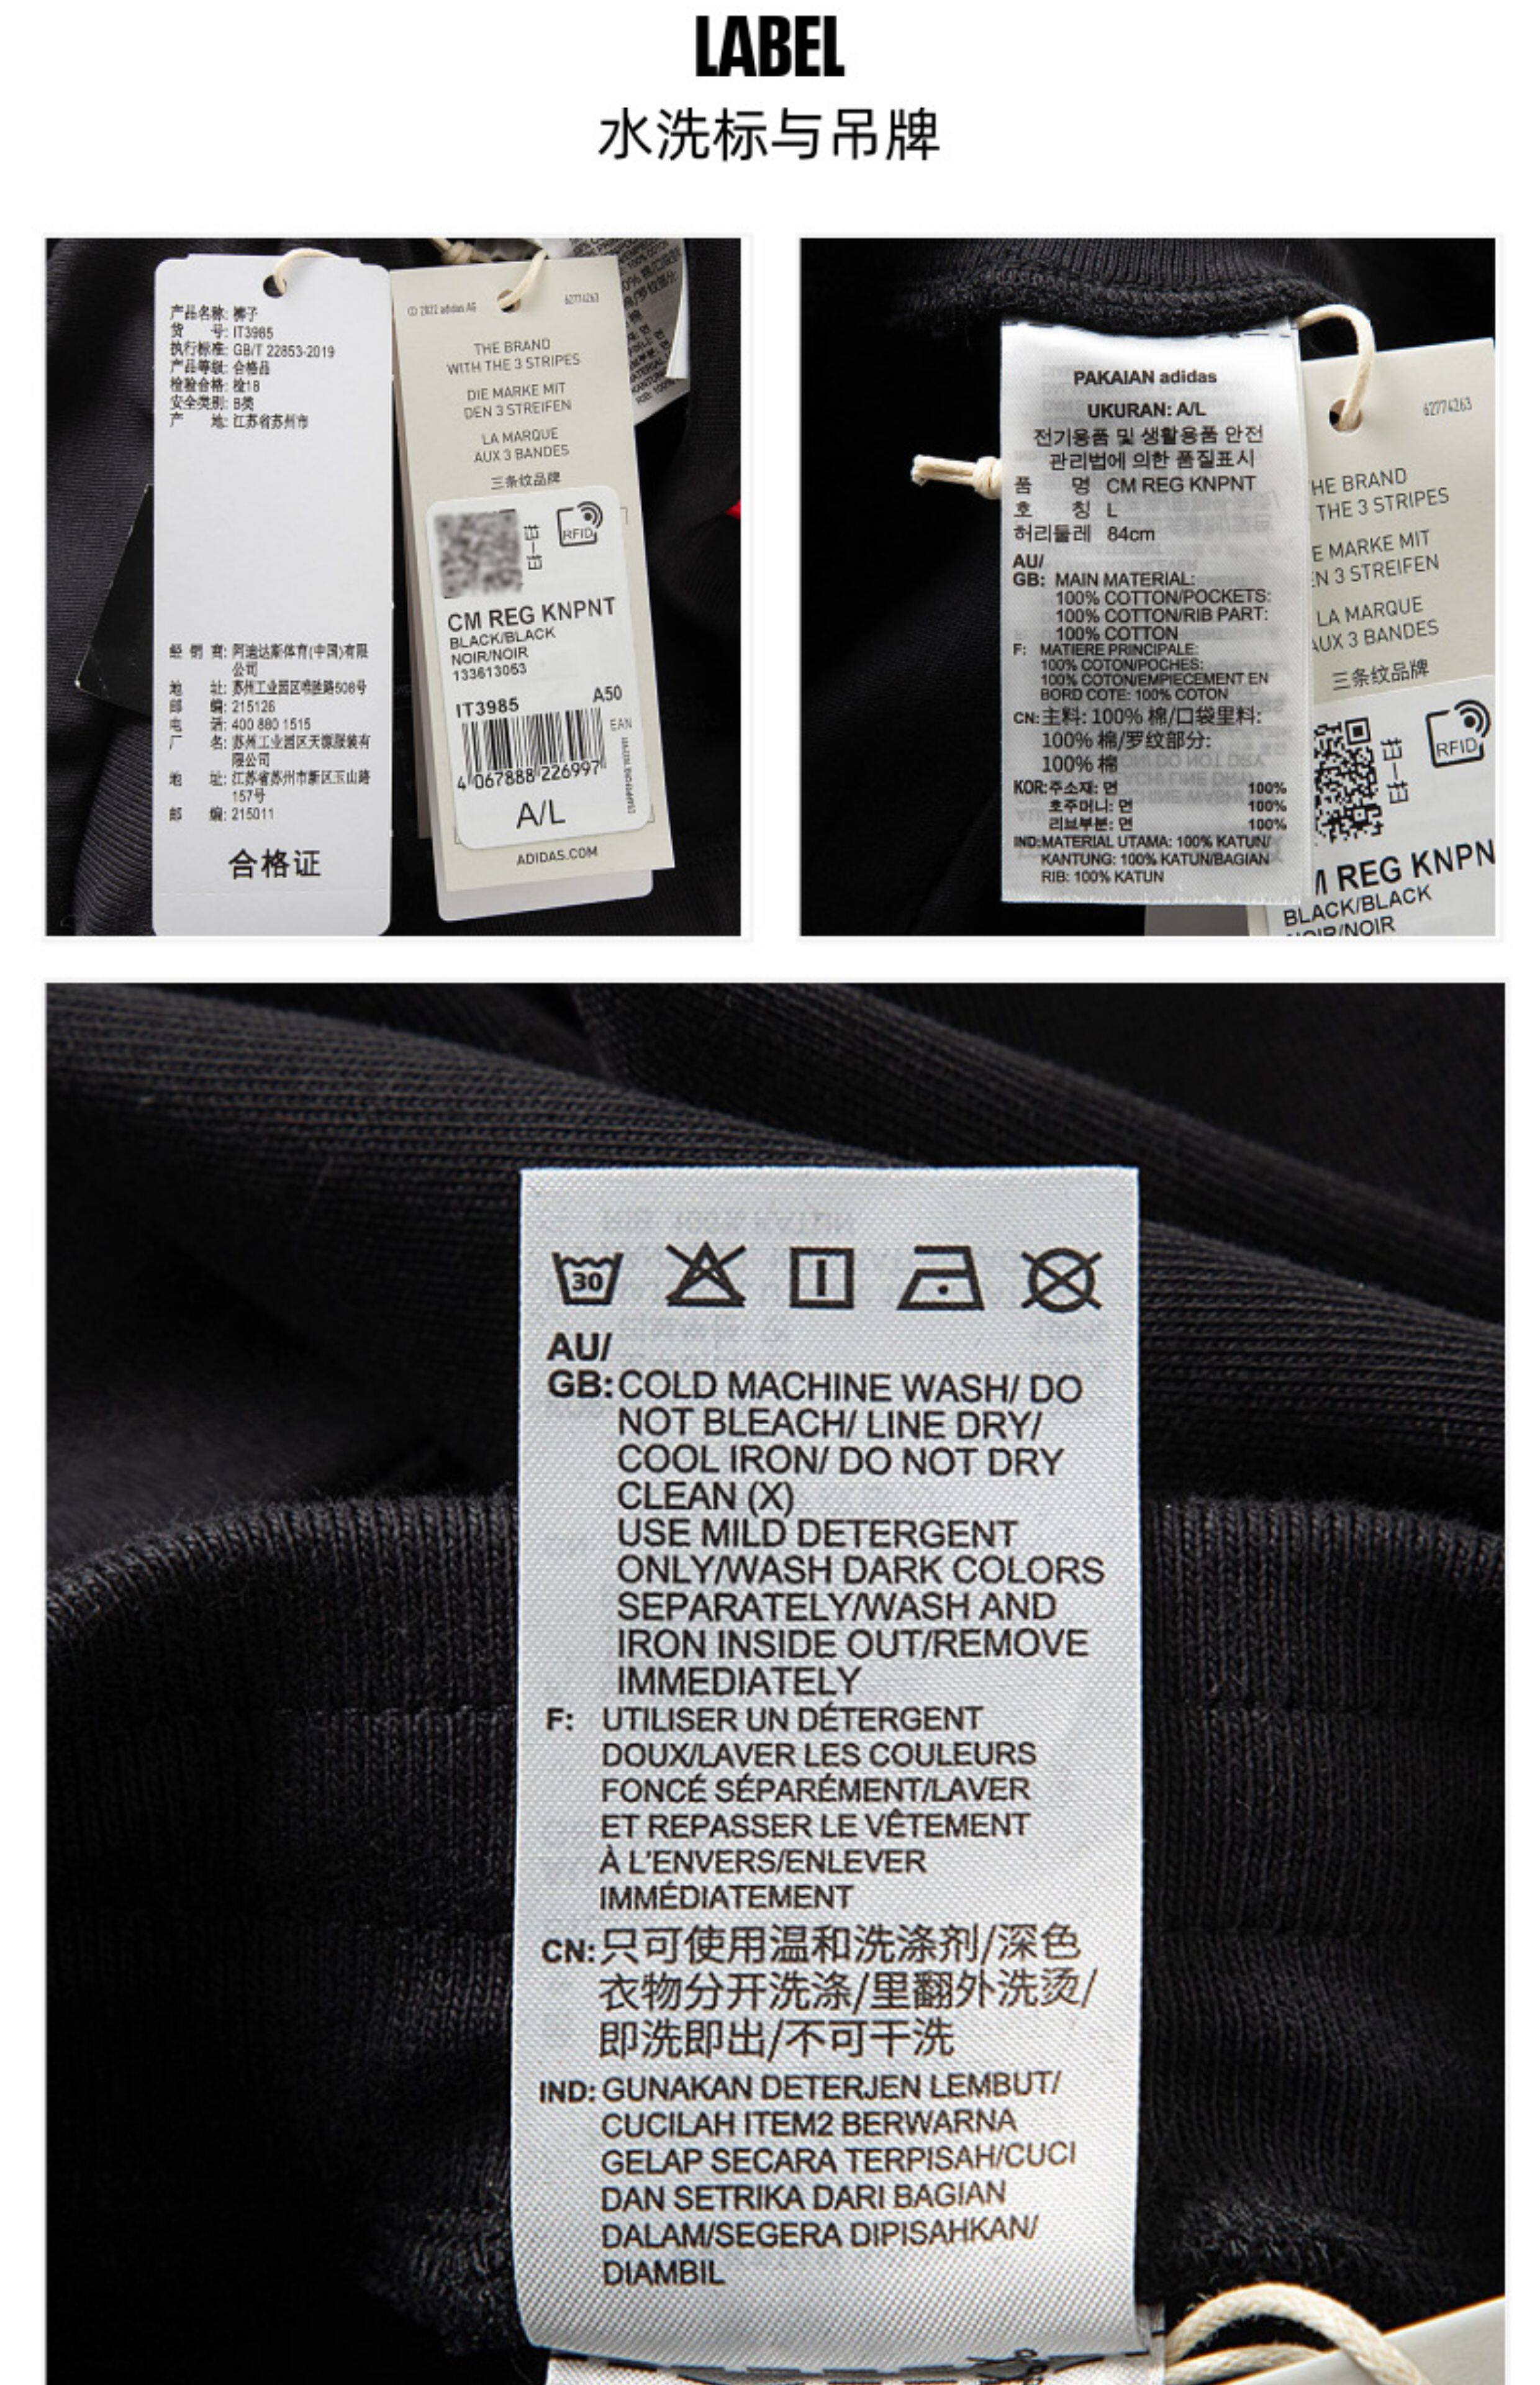 LABEL
水洗标与吊牌
产品名称: 裤子
货 号: IT3985
执行标准: GB/T 22853-2019
产品等级: 合格品
检验合格: 检18
安全类别: B类
产 地: 江苏省苏州市
经 销 商: 阿迪达斯体育(中国)有限
公司
地 址: 苏州工业园区唯胜路508号
邮 编: 215126
电 话: 400 880 1515
厂 名: 苏州工业园区天源服装有
限公司
地 址: 江苏省苏州市新区玉山路
157号
邮 编: 215011
合格证
© 2022 adidas AG
62774263
THE BRAND
WITH THE 3 STRIPES
DIE MARKE MIT
DEN 3 STREIFEN
LA MARQUE
AUX 3 BANDES
三条纹品牌
扫一扫
RFID
CM REG KNPNT
BLACK/BLACK
NOIR/NOIR
133613053
IT3985 A50
EAN
4 067888 226997
A/L
ADIDAS.COM
PAKAIAN adidas
UKURAN: A/L
전기용품 및 생활용품 안전
관리법에 의한 품질표시
품 명 CM REG KNPNT
호 칭 L
허리둘레 84cm
AU/
GB: MAIN MATERIAL:
100% COTTON/POCKETS:
100% COTTON/RIB PART:
100% COTTON
F: MATIERE PRINCIPALE:
100% COTON/POCHES:
100% COTON/EMPIECEMENT EN
BORD COTE: 100% COTON
CN: 主料: 100% 棉/口袋里料:
100% 棉/罗纹部分:
100% 棉
KOR: 주소재: 면 100%
호주머니: 면 100%
리브부분: 면 100%
IND: MATERIAL UTAMA: 100% KATUN/
KANTUNG: 100% KATUN/BAGIAN
RIB: 100% KATUN
62774263
HE BRAND
THE 3 STRIPES
E MARKE MIT
EN 3 STREIFEN
LA MARQUE
AUX 3 BANDES
三条纹品牌
扫一扫
RFID
M REG KNPN
BLACK/BLACK
NOIR/NOIR
30
AU/
GB: COLD MACHINE WASH/ DO
NOT BLEACH/ LINE DRY/
COOL IRON/ DO NOT DRY
CLEAN (X)
USE MILD DETERGENT
ONLY/WASH DARK COLORS
SEPARATELY/WASH AND
IRON INSIDE OUT/REMOVE
IMMEDIATELY
F: UTILISER UN DÉTERGENT
DOUX/LAVER LES COULEURS
FONCÉ SÉPARÉMENT/LAVER
ET REPASSER LE VÊTEMENT
À L'ENVERS/ENLEVER
IMMÉDIATEMENT
CN: 只可使用温和洗涤剂/深色
衣物分开洗涤/里翻外洗烫/
即洗即出/不可干洗
IND: GUNAKAN DETERJEN LEMBUT/
CUCILAH ITEM2 BERWARNA
GELAP SECARA TERPISAH/CUCI
DAN SETRIKA DARI BAGIAN
DALAM/SEGERA DIPISAHKAN/
DIAMBIL